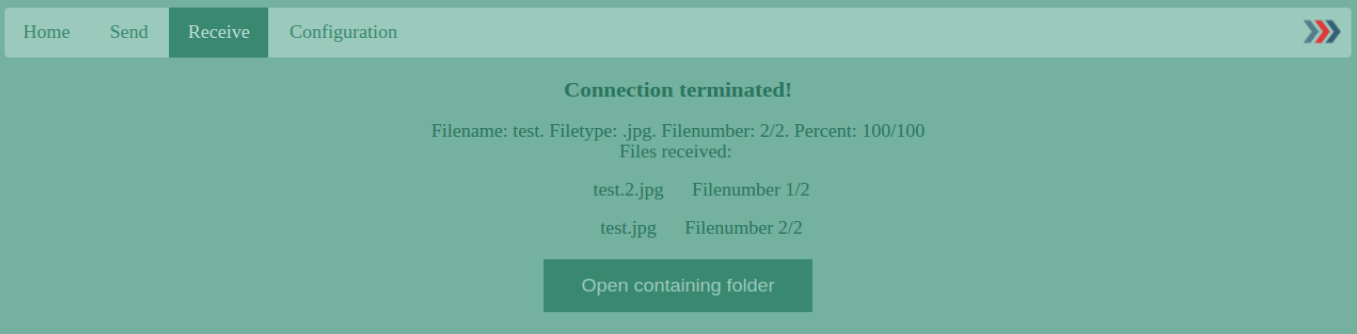 Home Send Receive Configuration
Connection terminated!
Filename: test. Filetype: .jpg. Filenumber: 2/2. Percent: 100/100
Files received:
test.2.jpg Filenumber 1/2
test.jpg Filenumber 2/2
Open containing folder